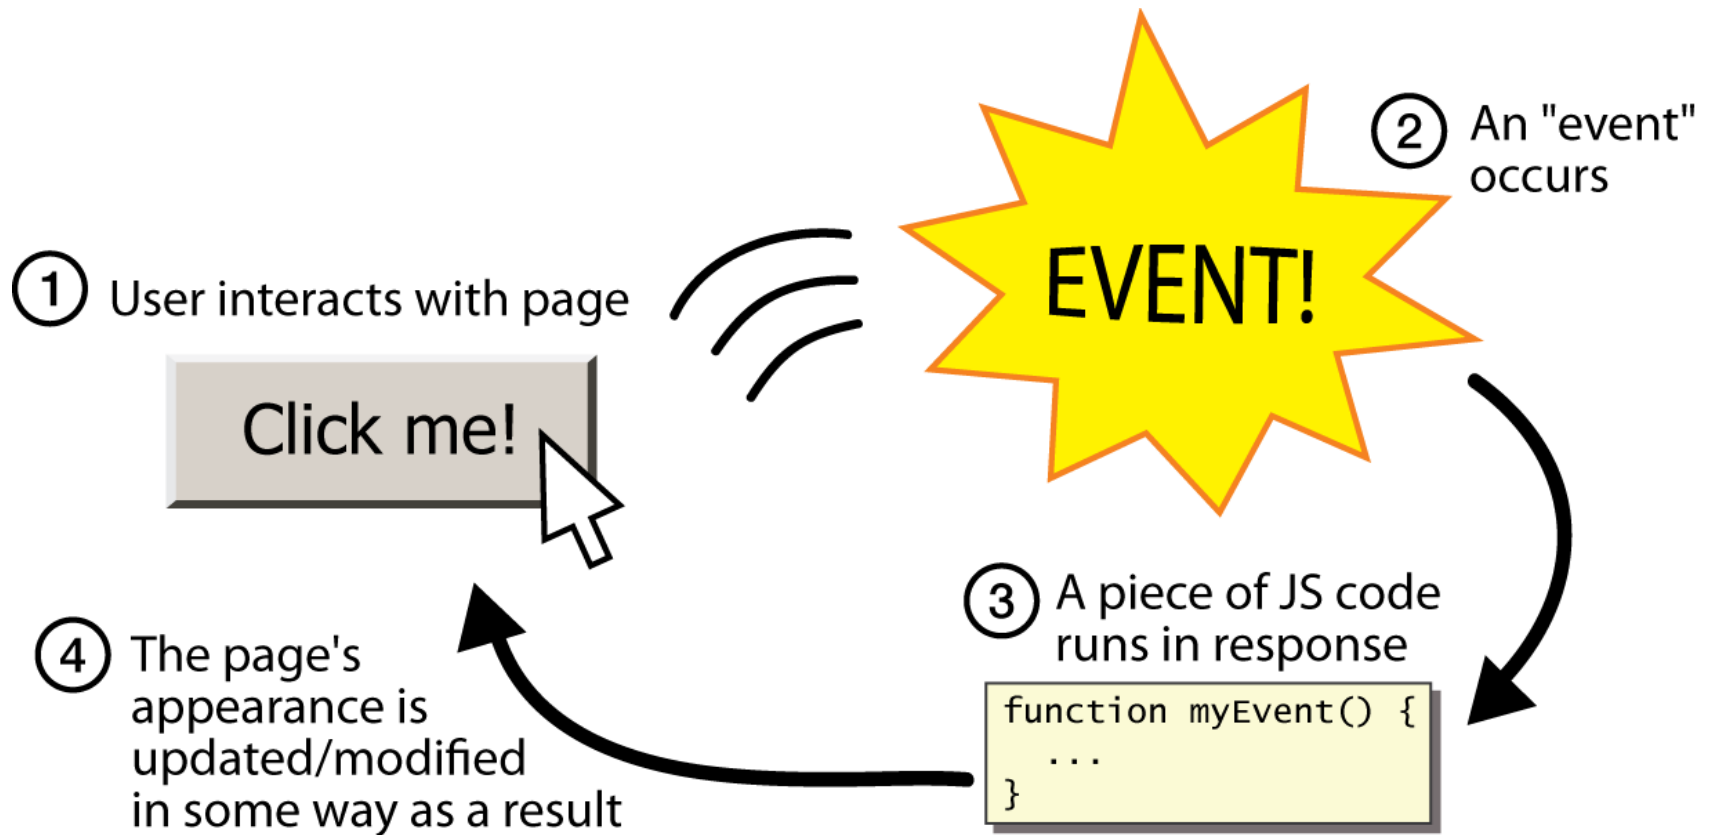 1 User interacts with page
Click me!
EVENT!
2 An "event"
occurs
3 A piece of JS code
runs in response
function myEvent() {
...
}
4 The page's
appearance is
updated/modified
in some way as a result